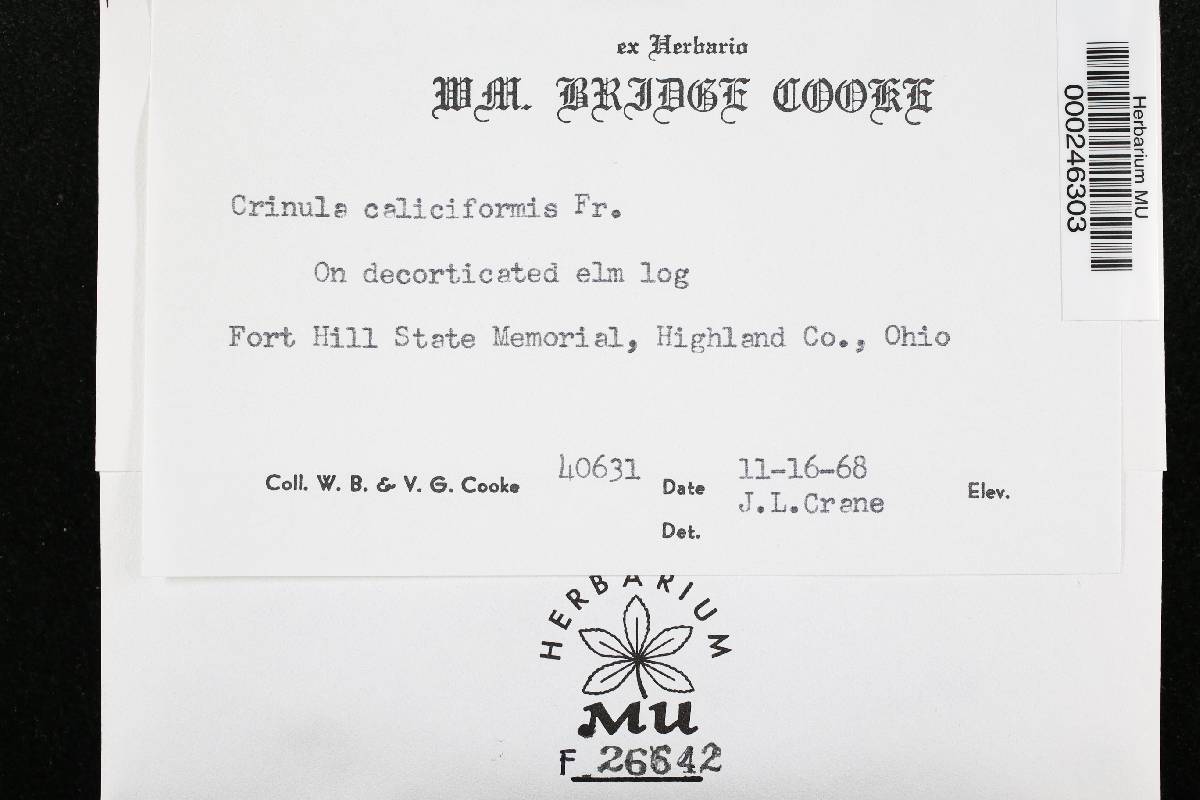 ex Herbario
WM. BRIDGE COOKE
Crinula caliciformis Fr.
On decorticated elm log
Fort Hill State Memorial, Highland Co., Ohio
Coll. W. B. & V. G. Cooke 40631 Date 11-16-68 Elev.
Det. J.L.Crane
HERBARIUM
MU
F 26642
Herbarium MU
000246303